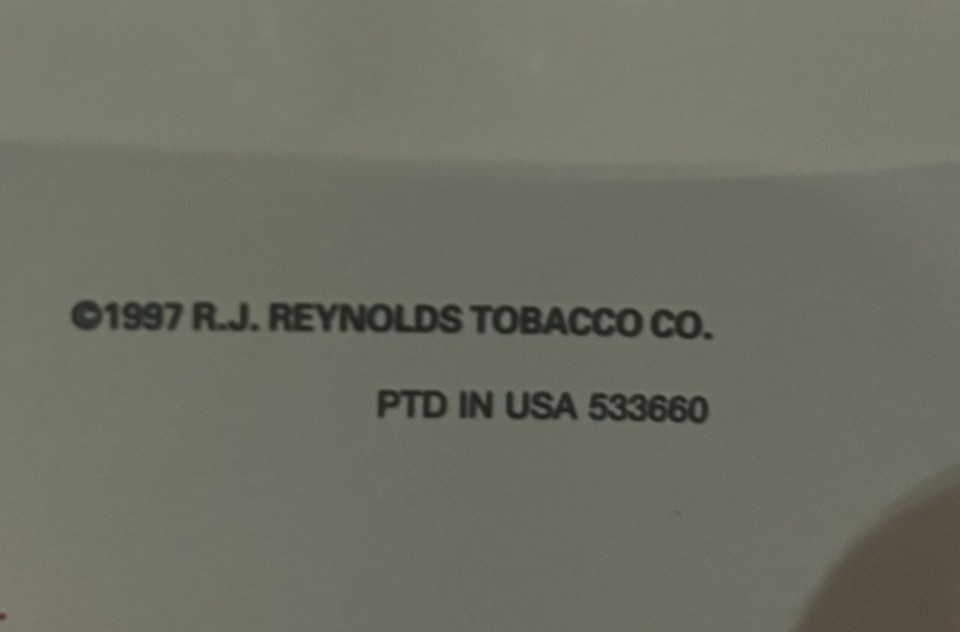 ©1997 R.J. REYNOLDS TOBACCO CO.
PTD IN USA 533660